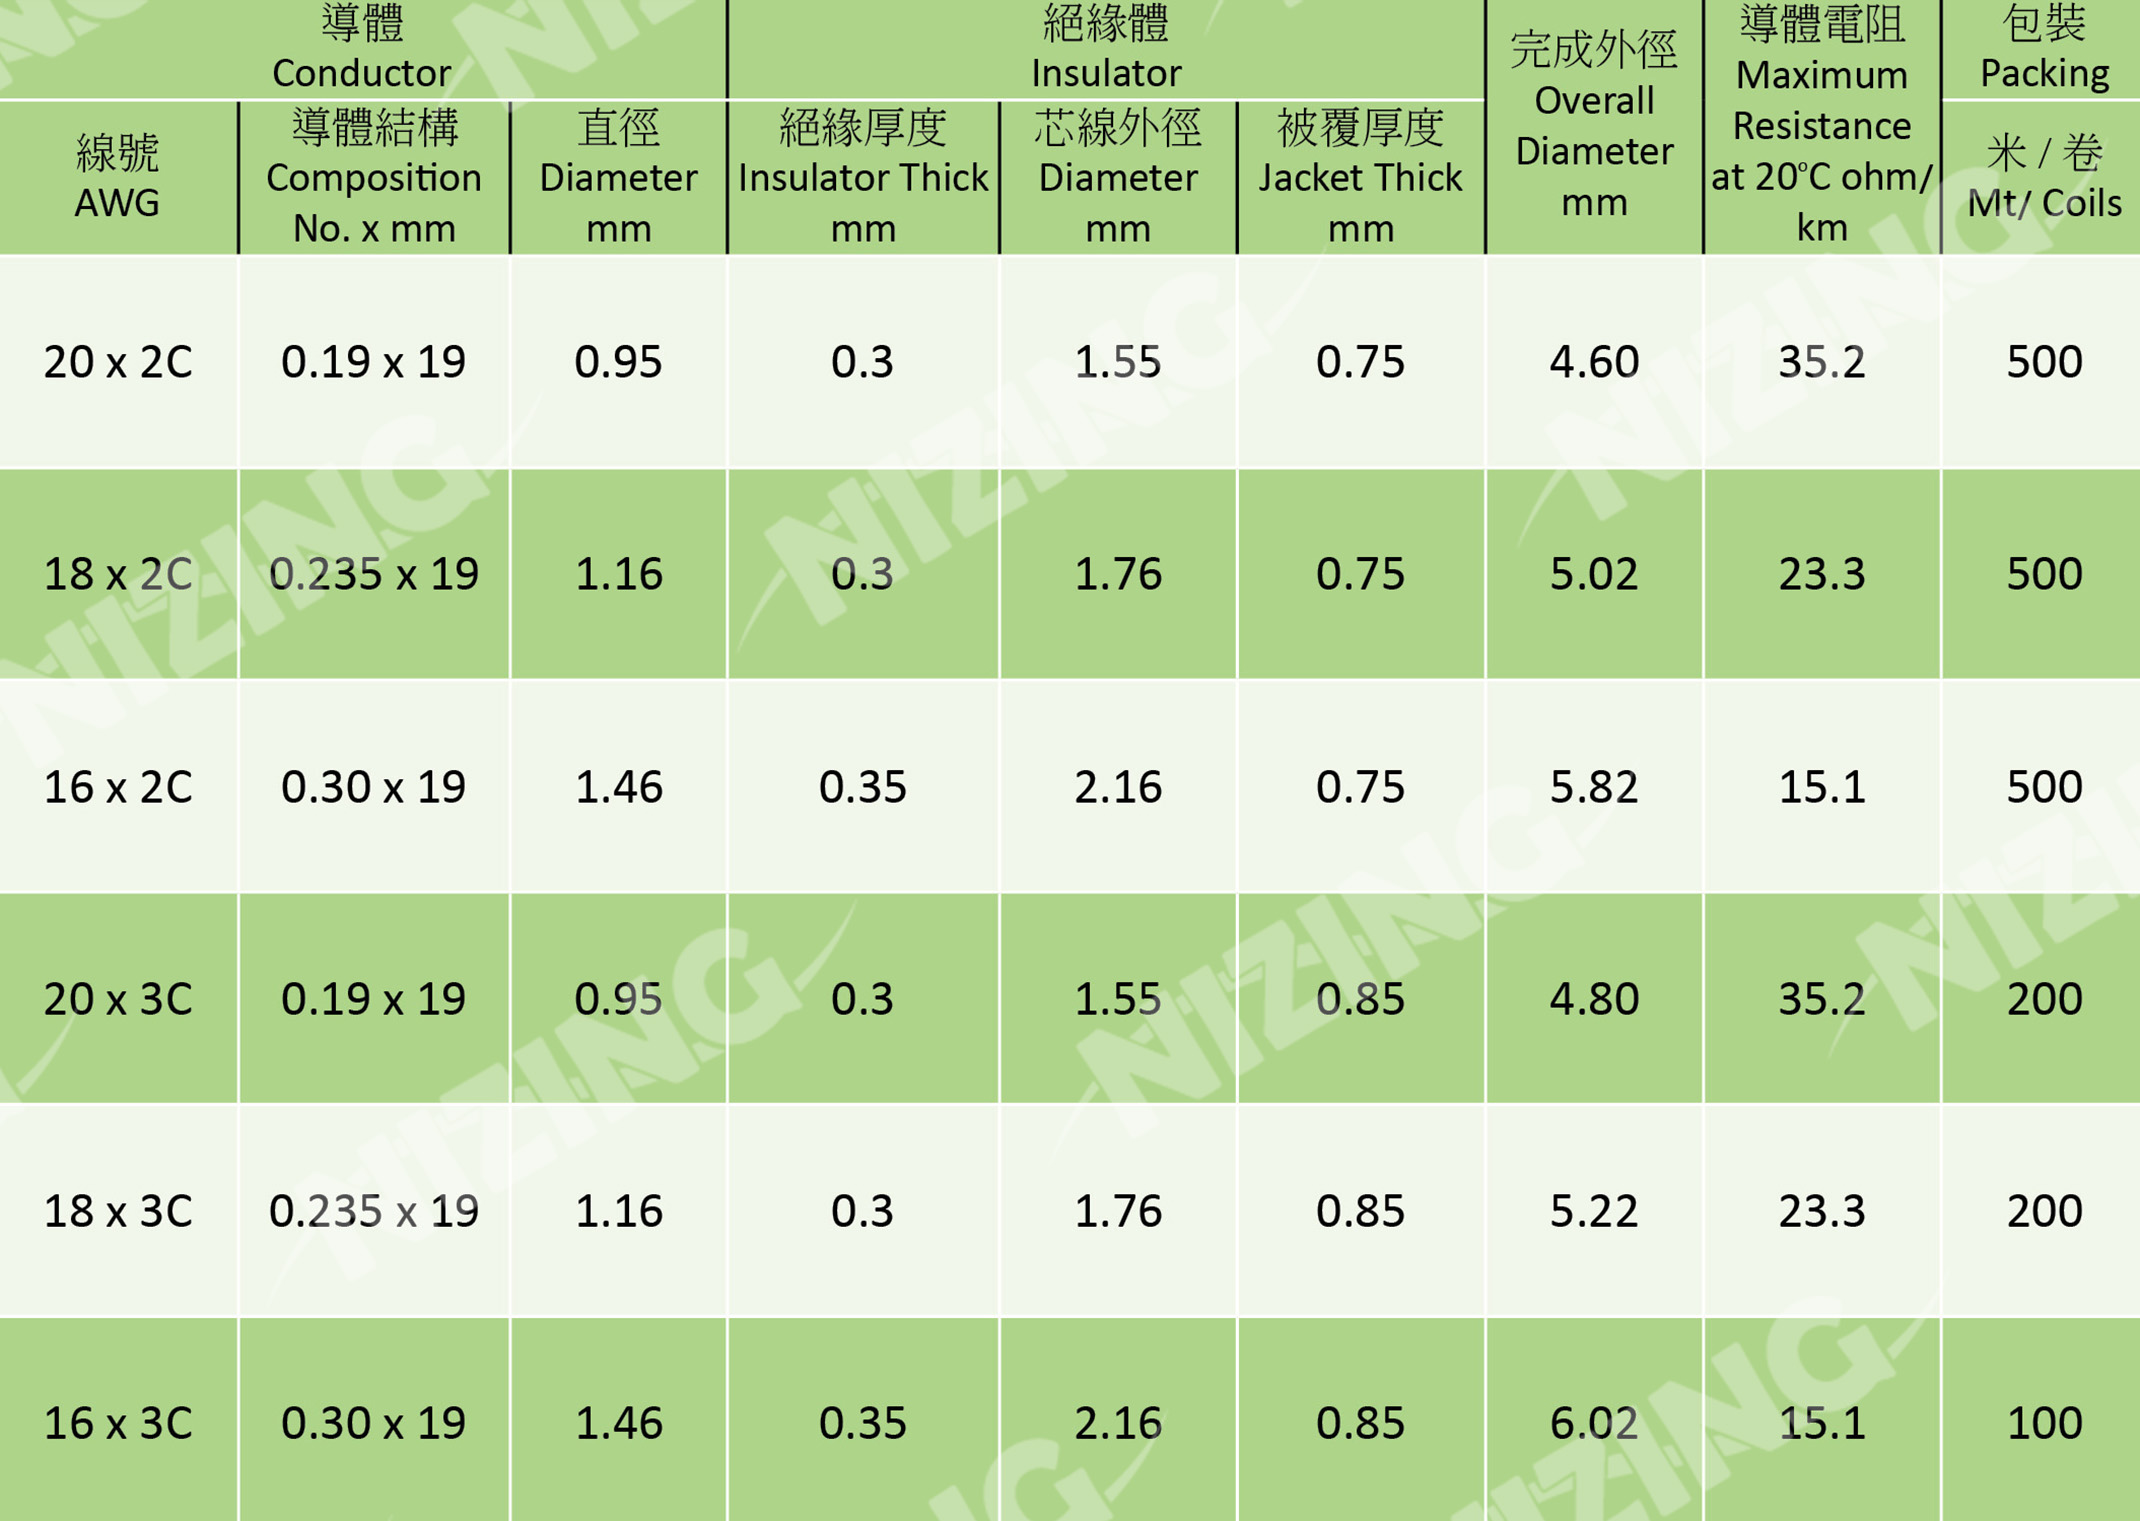 導體
Conductor
絕緣體
Insulator
完成外徑
Overall
Diameter
mm
導體電阻
Maximum
Resistance
at 20°C ohm/
km
包裝
Packing
線號
AWG
導體結構
Composition
No. x mm
直徑
Diameter
mm
絕緣厚度
Insulator Thick
mm
芯線外徑
Diameter
mm
被覆厚度
Jacket Thick
mm
米 / 卷
Mt/ Coils
20 x 2C 0.19 x 19 0.95 0.3 1.55 0.75 4.60 35.2 500
18 x 2C 0.235 x 19 1.16 0.3 1.76 0.75 5.02 23.3 500
16 x 2C 0.30 x 19 1.46 0.35 2.16 0.75 5.82 15.1 500
20 x 3C 0.19 x 19 0.95 0.3 1.55 0.85 4.80 35.2 200
18 x 3C 0.235 x 19 1.16 0.3 1.76 0.85 5.22 23.3 200
16 x 3C 0.30 x 19 1.46 0.35 2.16 0.85 6.02 15.1 100
NIZING
NIZING
NIZING
NIZING
NIZING
NIZING